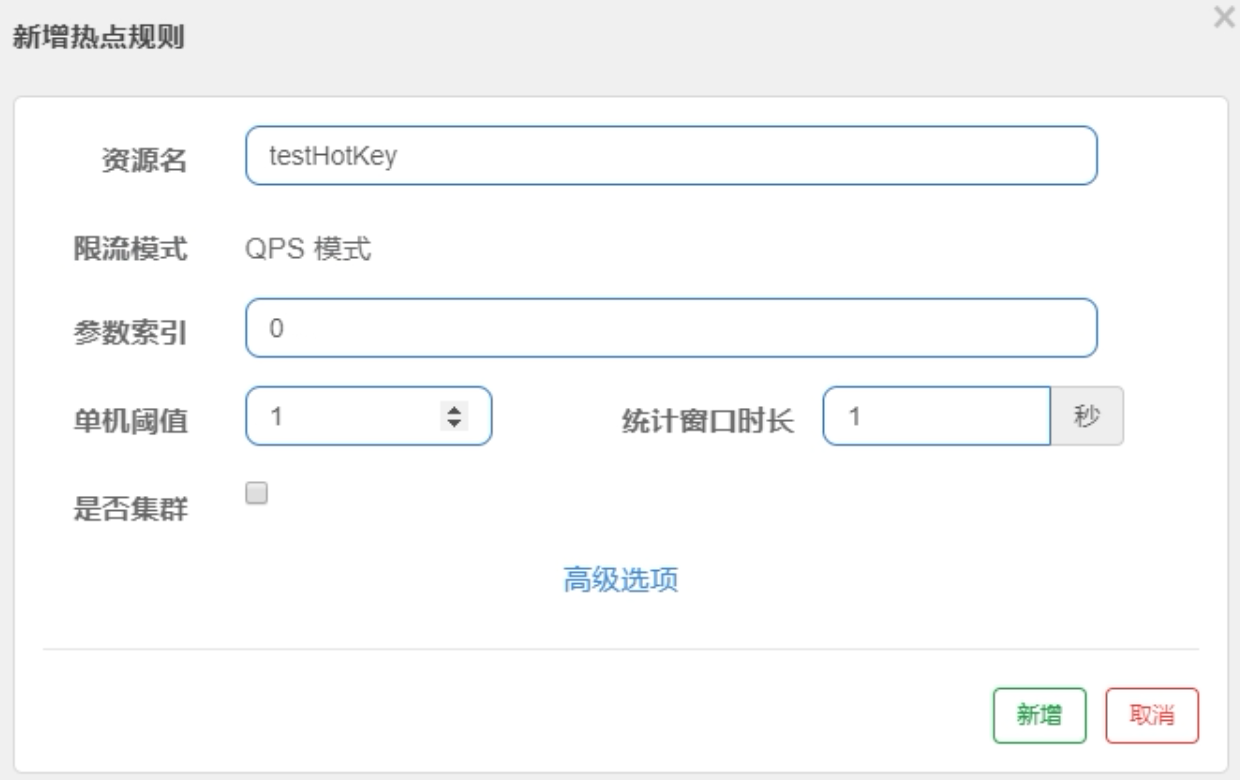 新增热点规则
资源名 testHotKey
限流模式 QPS 模式
参数索引 0
单机阈值 1 统计窗口时长 1 秒
是否集群
高级选项
新增 取消